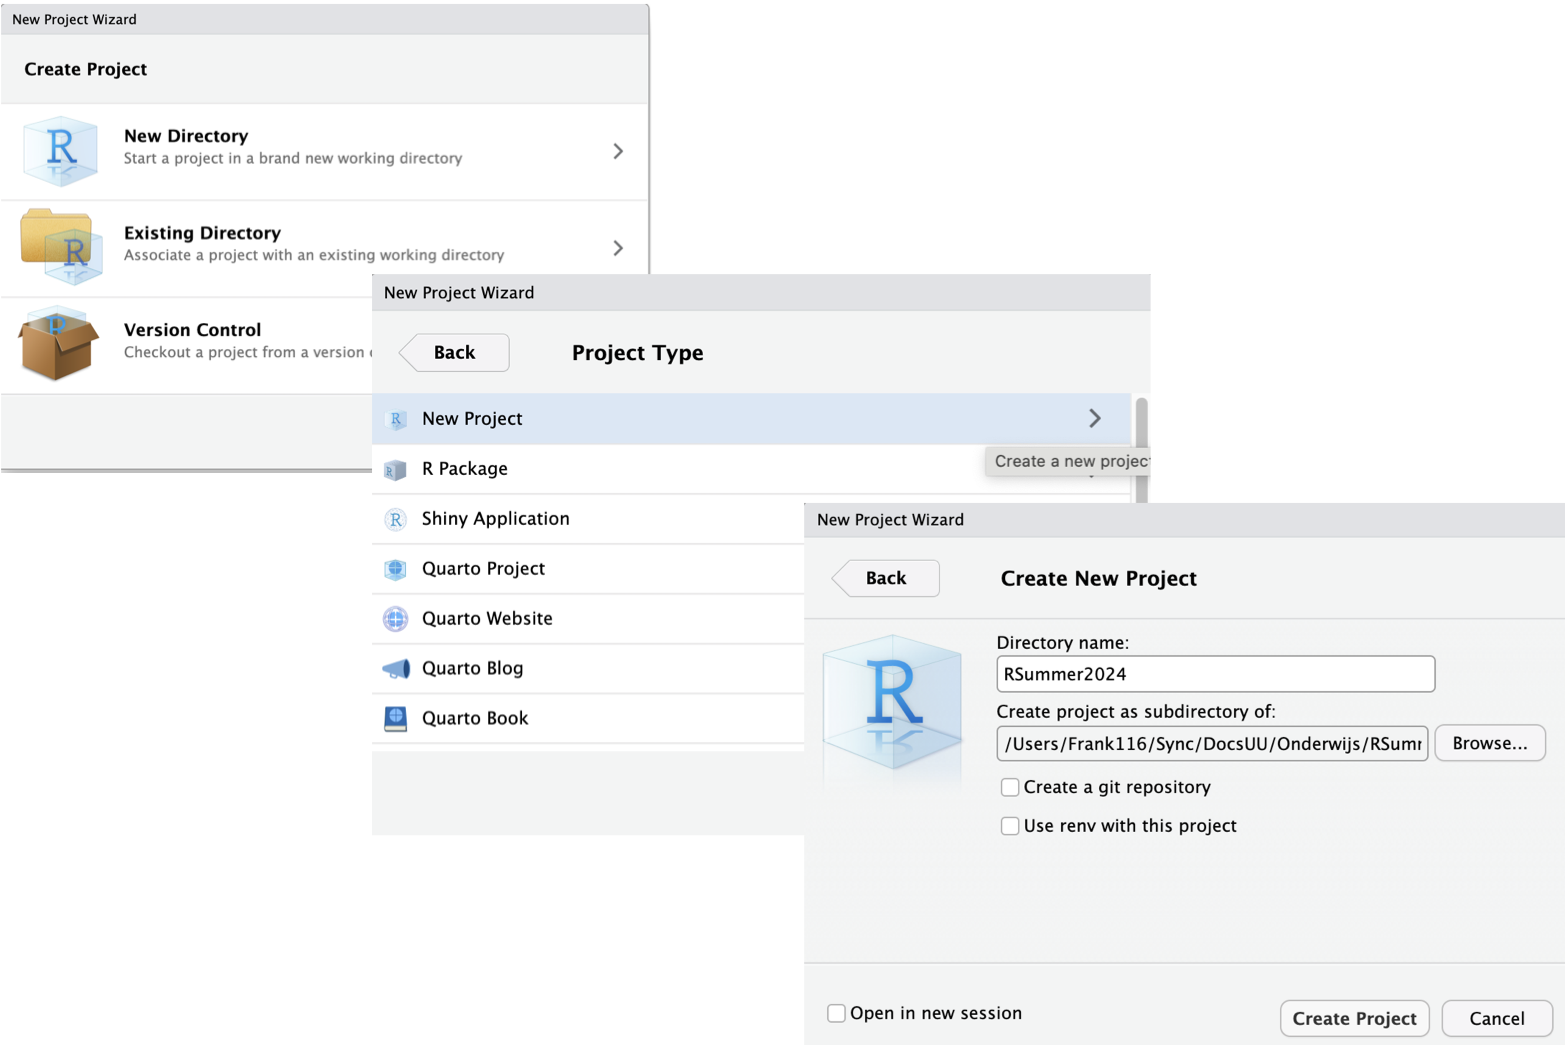 New Project Wizard
Create Project
New Directory
Start a project in a brand new working directory
Existing Directory
Associate a project with an existing working directory
Version Control
Checkout a project from a version
New Project Wizard
Back
Project Type
New Project
Create a new project
R Package
Shiny Application
Quarto Project
Quarto Website
Quarto Blog
Quarto Book
New Project Wizard
Back
Create New Project
Directory name:
RSummer2024
Create project as subdirectory of:
/Users/Frank116/Sync/DocsUU/Onderwijs/RSumr
Browse...
Create a git repository
Use renv with this project
Open in new session
Create Project
Cancel